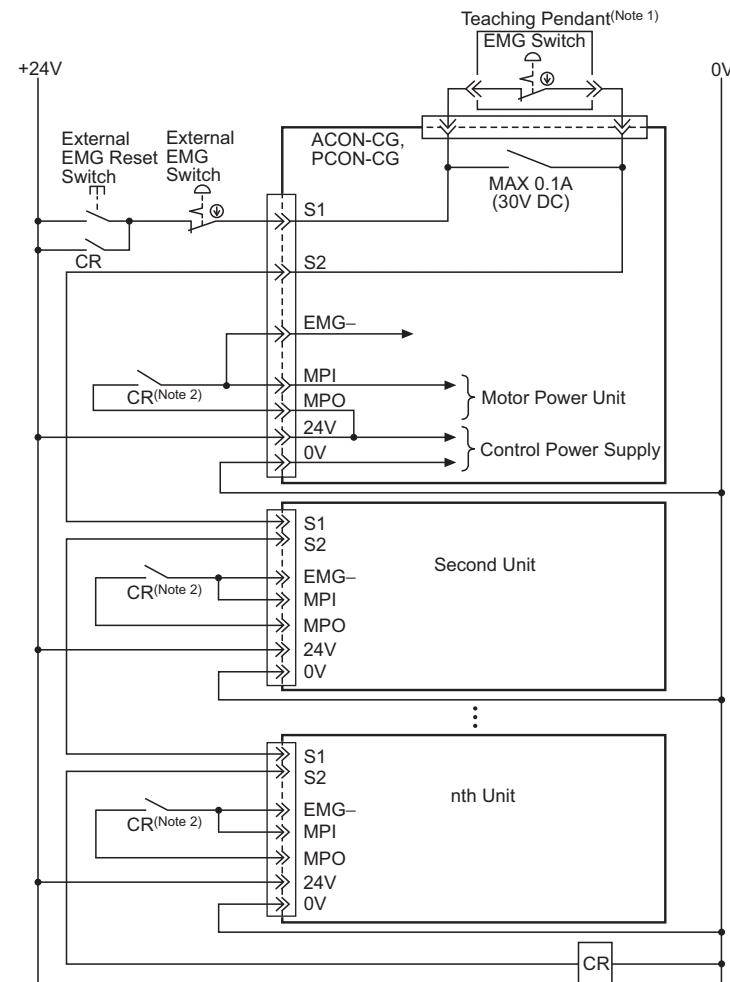 Teaching Pendant(Note 1)
EMG Switch
+24V
0V
External
EMG Reset
Switch
External
EMG
Switch
ACON-CG,
PCON-CG
MAX 0.1A
(30V DC)
S1
CR
S2
EMG–
MPI
CR(Note 2)
MPO
Motor Power Unit
24V
0V
Control Power Supply
S1
S2
Second Unit
EMG–
CR(Note 2)
MPI
MPO
24V
0V
S1
S2
nth Unit
EMG–
CR(Note 2)
MPI
MPO
24V
0V
CR